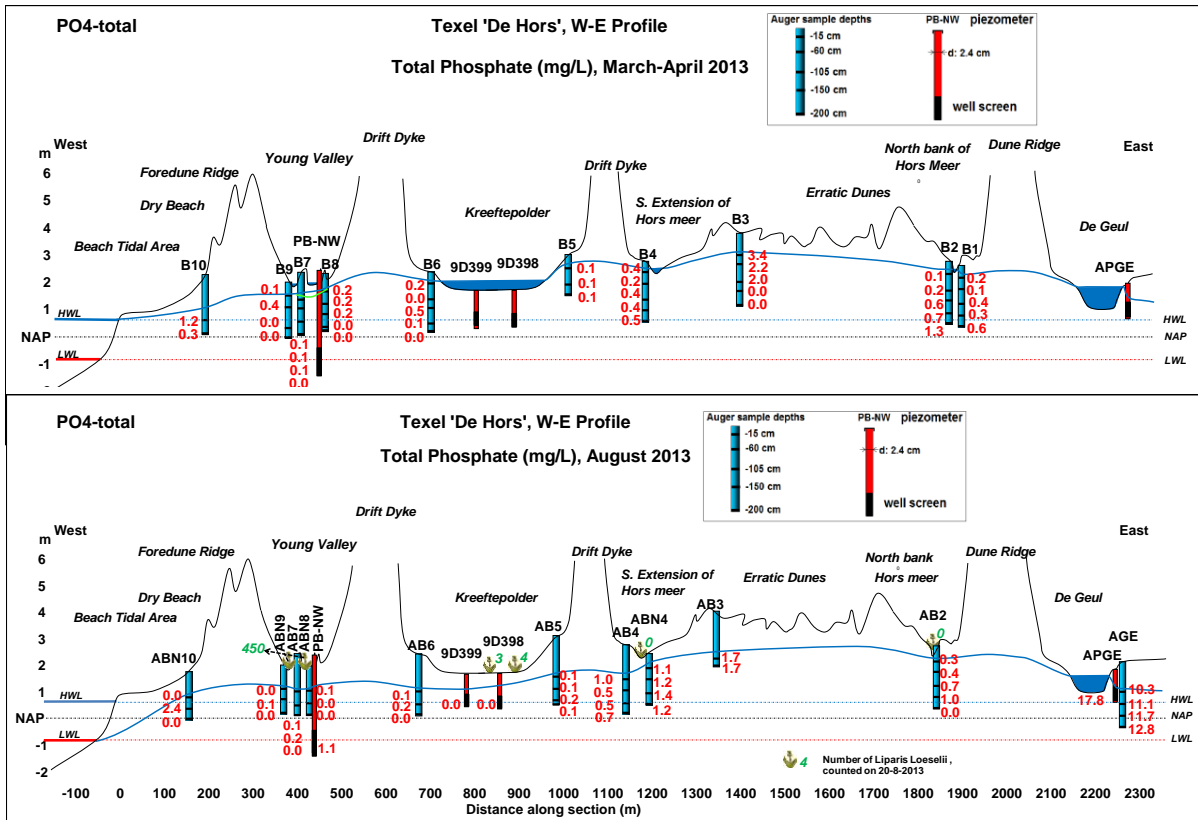 PO4-total
Texel 'De Hors', W-E Profile
Total Phosphate (mg/L), March-April 2013
Auger sample depths
-15 cm
-60 cm
-105 cm
-150 cm
-200 cm
PB-NW piezometer
d: 2.4 cm
well screen
West
East
m
6
5
4
3
2
1
NAP
-1
HWL
LWL
HWL
NAP
LWL
Beach Tidal Area
Dry Beach
Foredune Ridge
Young Valley
Drift Dyke
Kreeftepolder
Drift Dyke
S. Extension of
Hors meer
Erratic Dunes
North bank of
Hors Meer
Dune Ridge
De Geul
B10
1.2
0.3
B9
0.1
0.4
0.0
0.0
B7
0.1
0.1
0.1
0.0
PB-NW
B8
0.2
0.2
0.2
0.0
B6
0.2
0.0
0.5
0.1
0.0
9D399
9D398
B5
0.1
0.1
0.1
B4
0.4
0.2
0.4
0.4
0.5
B3
3.4
2.2
2.0
0.0
0.0
B2
0.1
0.2
0.6
0.7
1.3
B1
0.2
0.1
0.4
0.3
0.6
APGE
PO4-total
Texel 'De Hors', W-E Profile
Total Phosphate (mg/L), August 2013
Auger sample depths
-15 cm
-60 cm
-105 cm
-150 cm
-200 cm
PB-NW piezometer
d: 2.4 cm
well screen
West
East
m
6
5
4
3
2
1
NAP
-1
-2
HWL
LWL
HWL
NAP
LWL
Beach Tidal Area
Dry Beach
Foredune Ridge
Young Valley
Drift Dyke
Kreeftepolder
Drift Dyke
S. Extension of
Hors meer
Erratic Dunes
North bank
Hors meer
Dune Ridge
De Geul
ABN10
0.0
2.4
0.0
450
ABN9
0.0
0.1
0.0
AB7
0.1
0.2
0.0
ABN8
0.1
0.0
0.0
PB-NW
1.1
AB6
0.1
0.2
0.0
9D399
0.0
3
9D398
0.0
4
AB5
0.1
0.1
0.2
0.1
AB4
1.0
0.5
0.5
0.7
ABN4
0
1.1
1.2
1.4
1.2
AB3
1.7
1.7
AB2
0
0.3
0.4
0.7
1.0
0.0
APGE
17.8
AGE
10.3
11.1
11.7
12.8
4 Number of Liparis Loeselii ,
counted on 20-8-2013
-100 0 100 200 300 400 500 600 700 800 900 1000 1100 1200 1300 1400 1500 1600 1700 1800 1900 2000 2100 2200 2300
Distance along section (m)